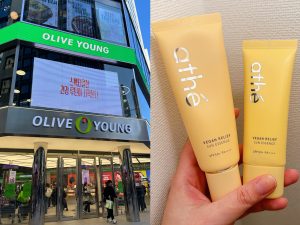 OLIVE YOUNG
OLIVE YOUNG
athé
VEGAN RELIEF
SUN ESSENCE
athé
VEGAN RELIEF
SUN ESSENCE